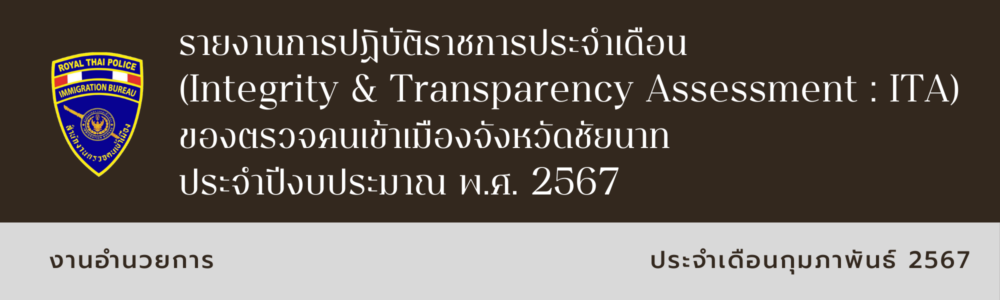 ROYAL THAI POLICE
IMMIGRATION BUREAU
สำนักงานตรวจคนเข้าเมือง
รายงานการปฏิบัติราชการประจำเดือน
(Integrity & Transparency Assessment : ITA)
ของตรวจคนเข้าเมืองจังหวัดชัยนาท
ประจำปีงบประมาณ พ.ศ. 2567
งานอำนวยการ
ประจำเดือนกุมภาพันธ์ 2567